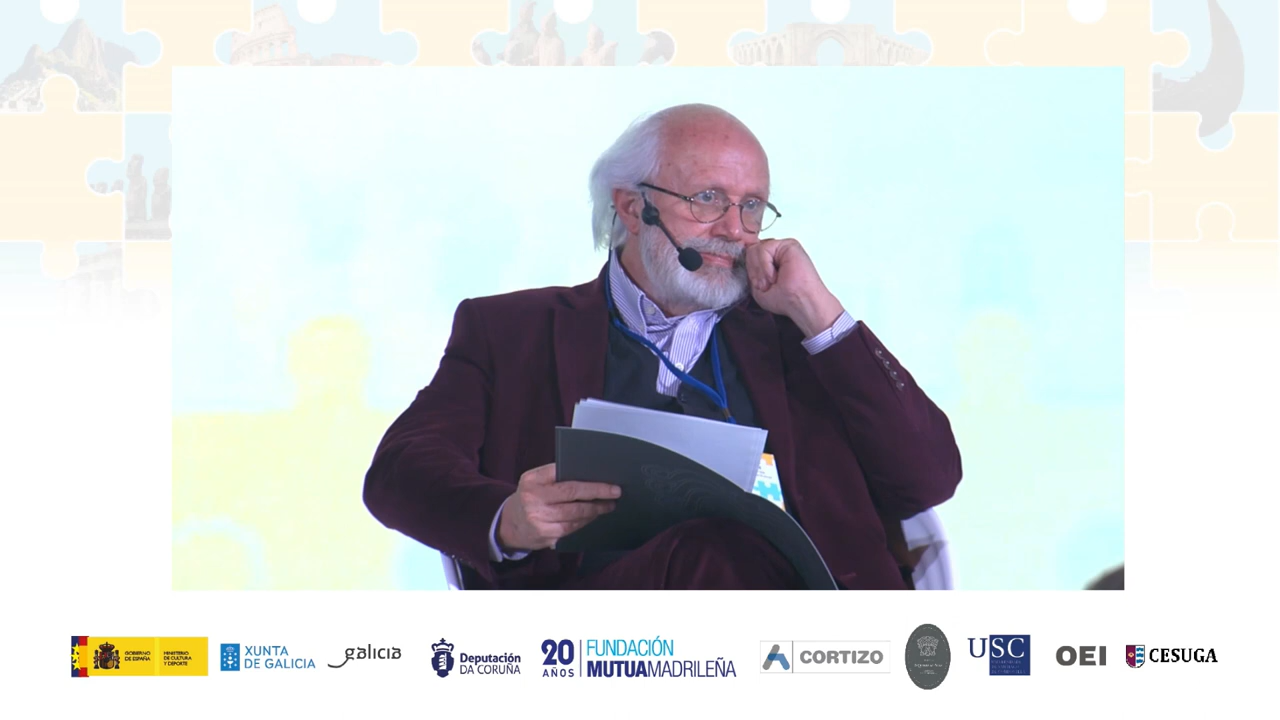 GOBIERNO
DE ESPAÑA
MINISTERIO
DE CULTURA
Y DEPORTE
XUNTA
DE GALICIA
galicia
Deputación
DA CORUÑA
20
AÑOS
FUNDACIÓN
MUTUAMADRILEÑA
CORTIZO
USC
OEI
CESUGA